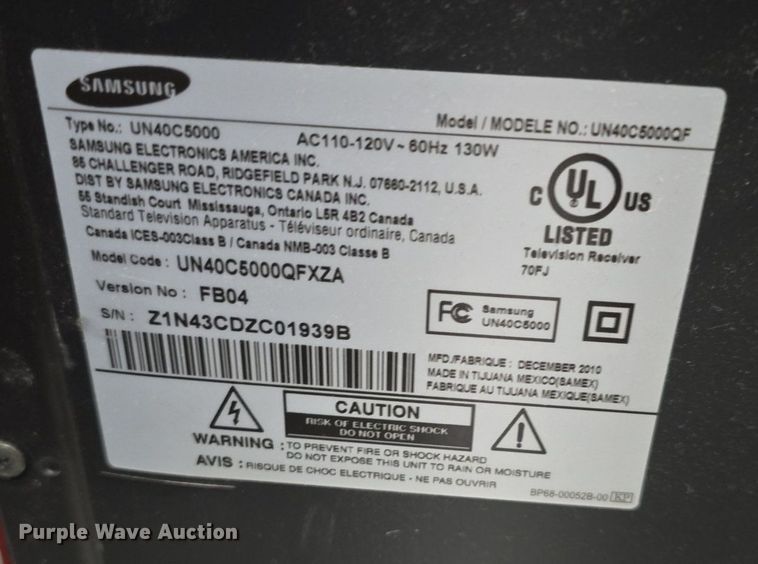 SAMSUNG
Type No.: UN40C5000 AC110-120V ~ 60Hz 130W Model / MODELE NO.: UN40C5000QF
SAMSUNG ELECTRONICS AMERICA INC.
85 CHALLENGER ROAD, RIDGEFIELD PARK N.J. 07660-2112, U.S.A.
DIST BY SAMSUNG ELECTRONICS CANADA INC.
55 Standish Court Mississauga, Ontario L5R 4B2 Canada
Standard Television Apparatus - Téléviseur ordinaire, Canada
Canada ICES-003Class B / Canada NMB-003 Classe B
C UL US
LISTED
Television Receiver
70FJ
Model Code : UN40C5000QFXZA
Version No : FB04
S/N : Z1N43CDZC01939B
FC Samsung
UN40C5000
MFD./FABRIQUE : DECEMBER 2010
MADE IN TIJUANA MEXICO(SAMEX)
FABRIQUE AU TIJUANA MEXIQUE(SAMEX)
CAUTION
RISK OF ELECTRIC SHOCK
DO NOT OPEN
WARNING : TO PREVENT FIRE OR SHOCK HAZARD
DO NOT EXPOSE THIS UNIT TO RAIN OR MOISTURE
AVIS : RISQUE DE CHOC ELECTRIQUE - NE PAS OUVRIR
BP68-00052B-00 KP
Purple Wave Auction